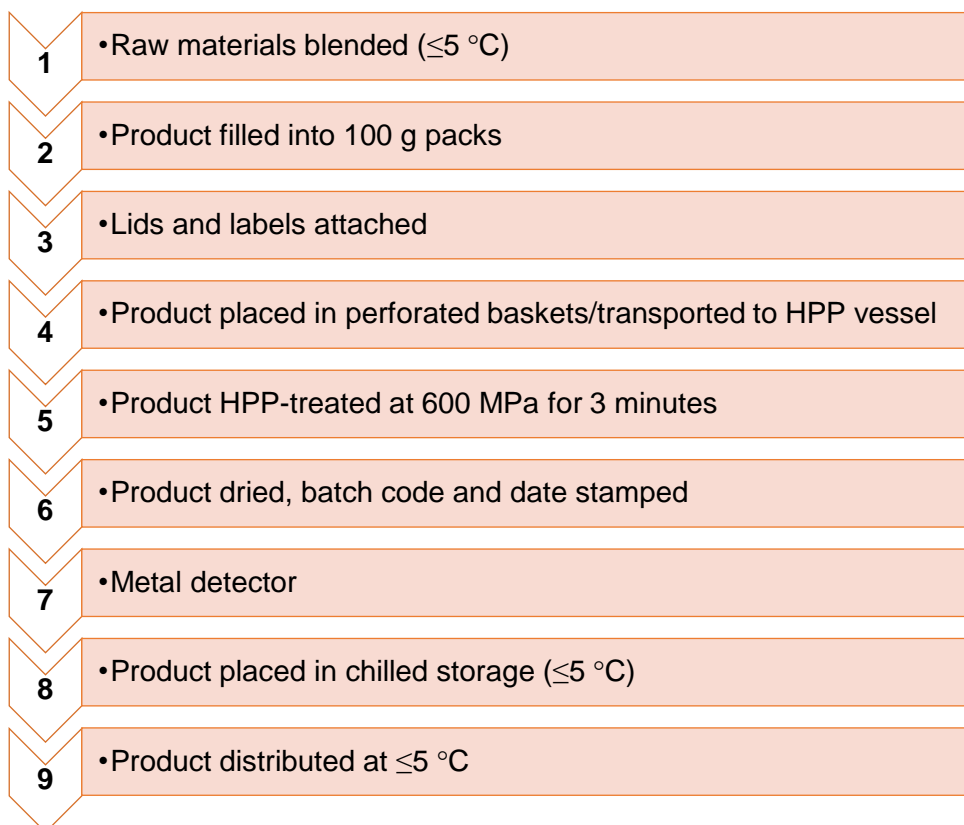 1
•Raw materials blended (≤5 °C)
2
•Product filled into 100 g packs
3
•Lids and labels attached
4
•Product placed in perforated baskets/transported to HPP vessel
5
•Product HPP-treated at 600 MPa for 3 minutes
6
•Product dried, batch code and date stamped
7
•Metal detector
8
•Product placed in chilled storage (≤5 °C)
9
•Product distributed at ≤5 °C